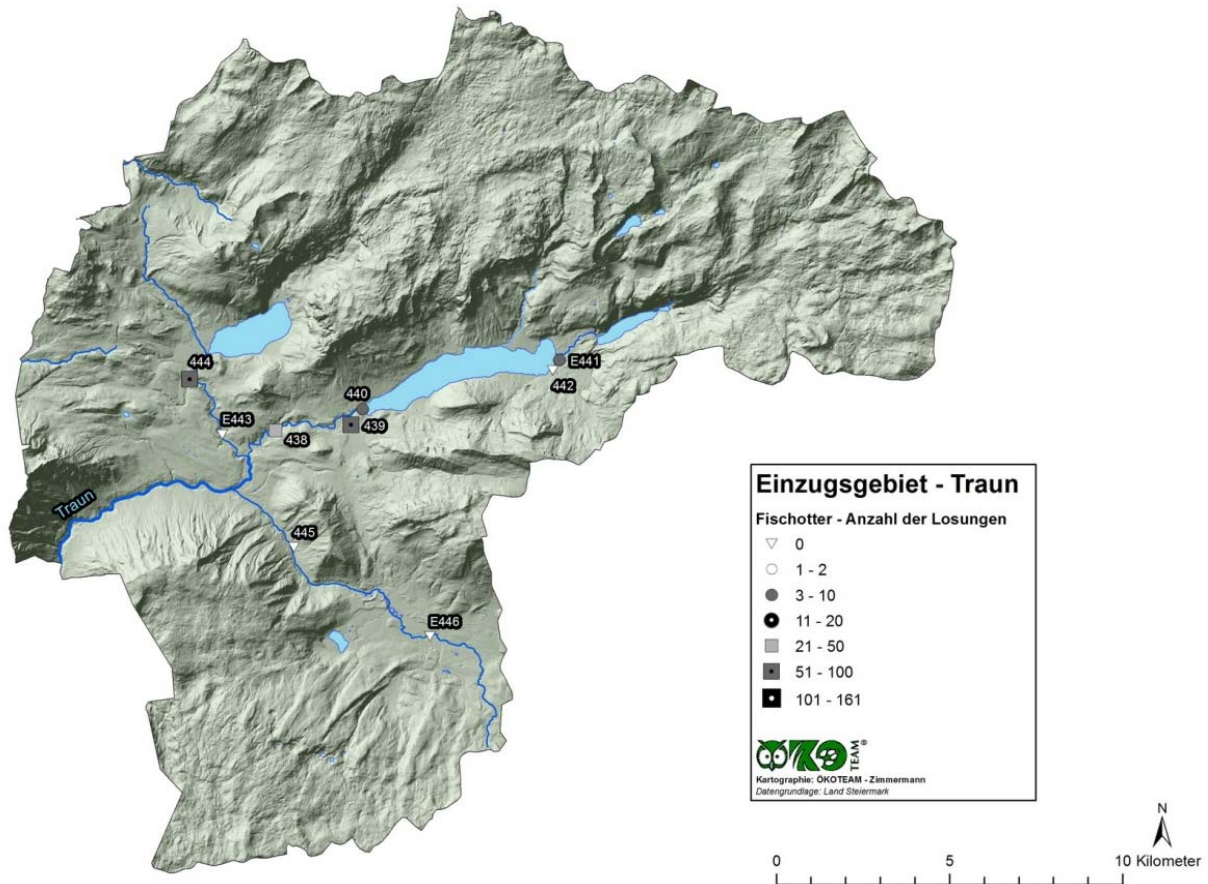 444
E443
438
440
439
E441
442
Traun
445
E446
Einzugsgebiet - Traun
Fischotter - Anzahl der Losungen
0
1 - 2
3 - 10
11 - 20
21 - 50
51 - 100
101 - 161
ÖKO TEAM ®
Kartographie: ÖKOTEAM - Zimmermann
Datengrundlage: Land Steiermark
N
0 5 10 Kilometer